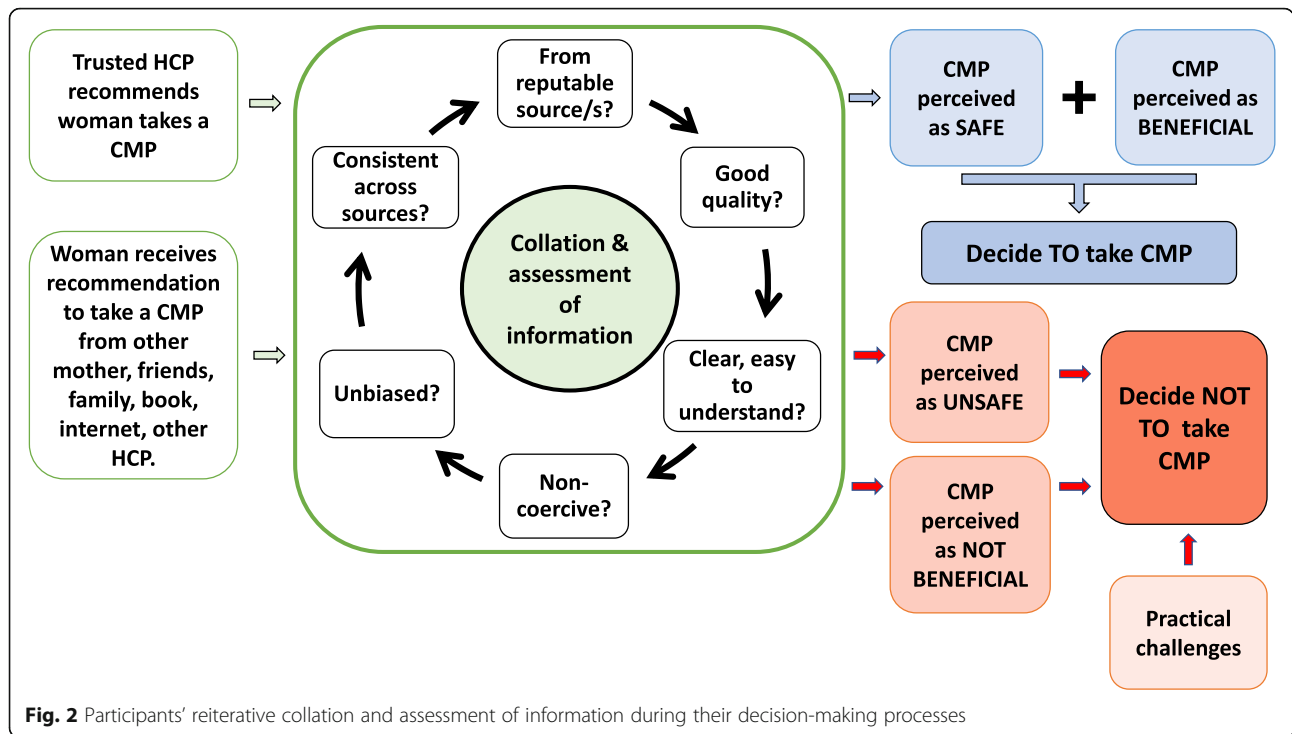 Trusted HCP
recommends
woman takes a
CMP
Woman receives
recommendation
to take a CMP
from other
mother, friends,
family, book,
internet, other
HCP.
From
reputable
source/s?
Good
quality?
Clear, easy
to
understand?
Non-
coercive?
Unbiased?
Consistent
across
sources?
Collation &
assessment
of
information
CMP
perceived
as SAFE
+
CMP
perceived as
BENEFICIAL
Decide TO take CMP
CMP
perceived
as UNSAFE
CMP
perceived
as NOT
BENEFICIAL
Decide NOT
TO take
CMP
Practical
challenges
Fig. 2 Participants' reiterative collation and assessment of information during their decision-making processes